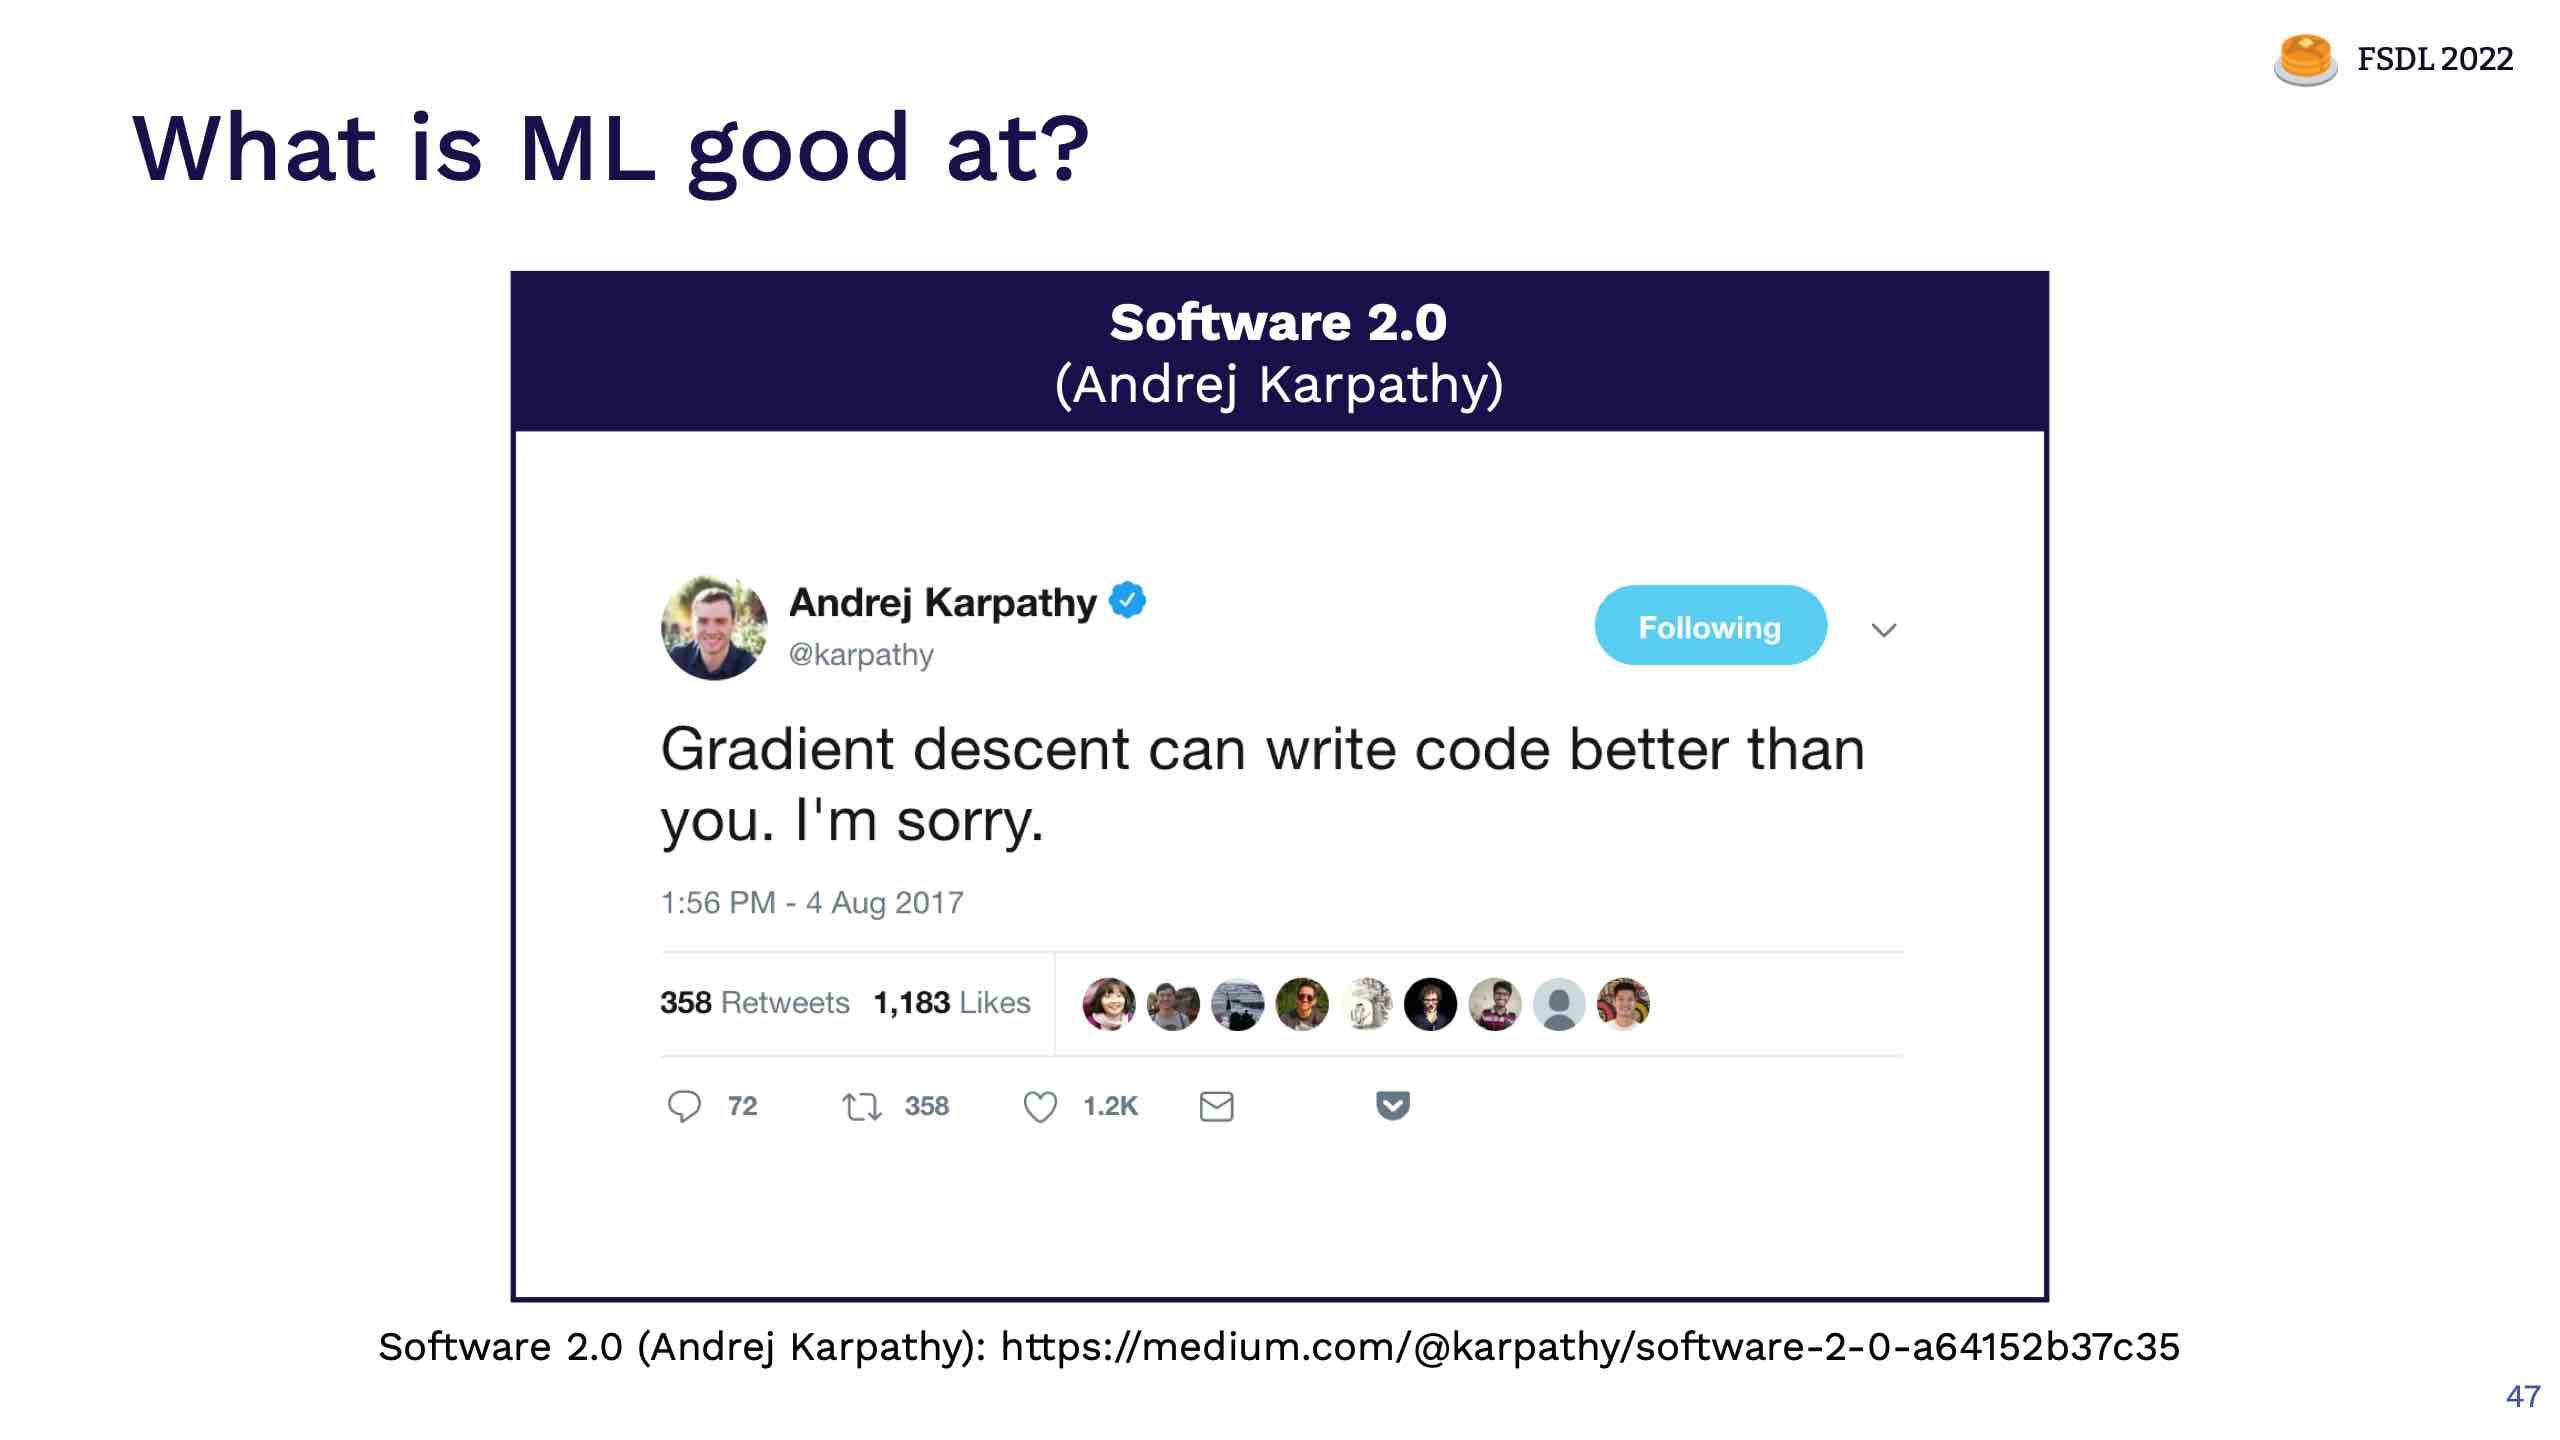 FSDL 2022
What is ML good at?
Software 2.0
(Andrej Karpathy)
Andrej Karpathy
@karpathy
Following
Gradient descent can write code better than
you. I'm sorry.
1:56 PM - 4 Aug 2017
358 Retweets 1,183 Likes
72 358 1.2K
Software 2.0 (Andrej Karpathy): https://medium.com/@karpathy/software-2-0-a64152b37c35
47